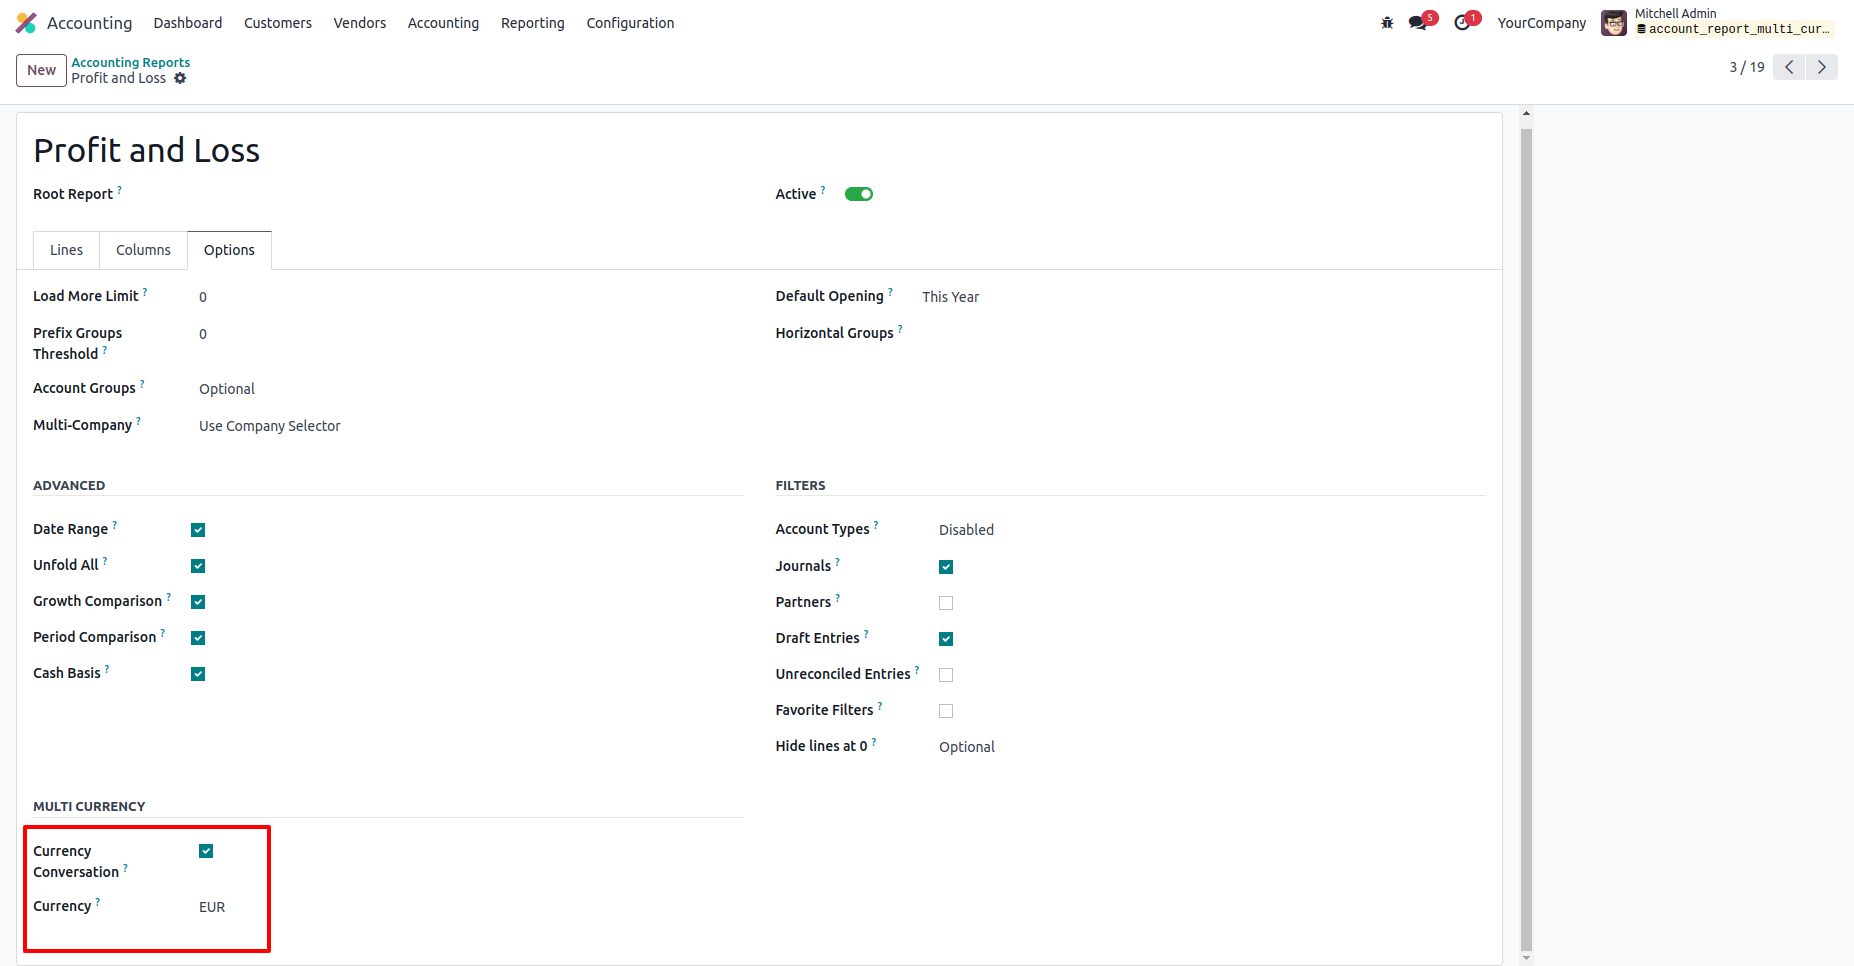 Accounting Dashboard Customers Vendors Accounting Reporting Configuration 5 1 YourCompany Mitchell Admin
account_report_multi_cur...
New Accounting Reports
Profit and Loss
3 / 19
Profit and Loss
Root Report ? Active ?
Lines Columns Options
Load More Limit ? 0 Default Opening ? This Year
Prefix Groups Threshold ? 0 Horizontal Groups ?
Account Groups ? Optional
Multi-Company ? Use Company Selector
ADVANCED FILTERS
Date Range ? Account Types ? Disabled
Unfold All ? Journals ?
Growth Comparison ? Partners ?
Period Comparison ? Draft Entries ?
Cash Basis ? Unreconciled Entries ?
Favorite Filters ?
Hide lines at 0 ? Optional
MULTI CURRENCY
Currency
Conversation ?
Currency ? EUR